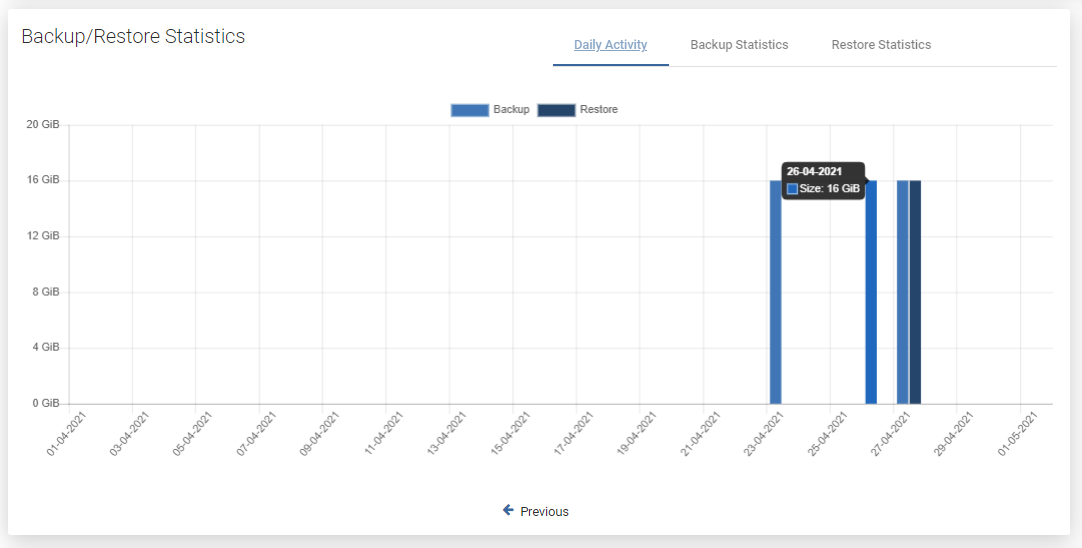 Backup/Restore Statistics
Daily Activity Backup Statistics Restore Statistics
Backup Restore
20 GiB
16 GiB
12 GiB
8 GiB
4 GiB
0 GiB
26-04-2021
Size: 16 GiB
01-04-2021 03-04-2021 05-04-2021 07-04-2021 09-04-2021 11-04-2021 13-04-2021 15-04-2021 17-04-2021 19-04-2021 21-04-2021 23-04-2021 25-04-2021 27-04-2021 29-04-2021 01-05-2021
Previous